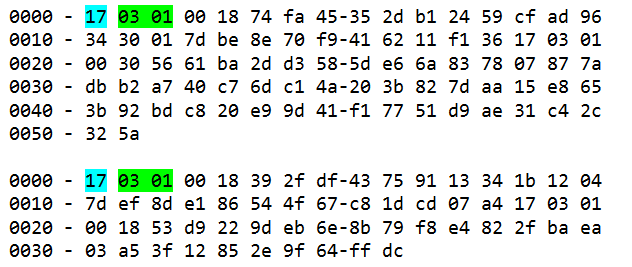 0000 - 17 03 01 00 18 74 fa 45-35 2d b1 24 59 cf ad 96
0010 - 34 30 01 7d be 8e 70 f9-41 62 11 f1 36 17 03 01
0020 - 00 30 56 61 ba 2d d3 58-5d e6 6a 83 78 07 87 7a
0030 - db b2 a7 40 c7 6d c1 4a-20 3b 82 7d aa 15 e8 65
0040 - 3b 92 bd c8 20 e9 9d 41-f1 77 51 d9 ae 31 c4 2c
0050 - 32 5a
0000 - 17 03 01 00 18 39 2f df-43 75 91 13 34 1b 12 04
0010 - 7d ef 8d e1 86 54 4f 67-c8 1d cd 07 a4 17 03 01
0020 - 00 18 53 d9 22 9d eb 6e-8b 79 f8 e4 82 2f ba ea
0030 - 03 a5 3f 12 85 2e 9f 64-ff dc